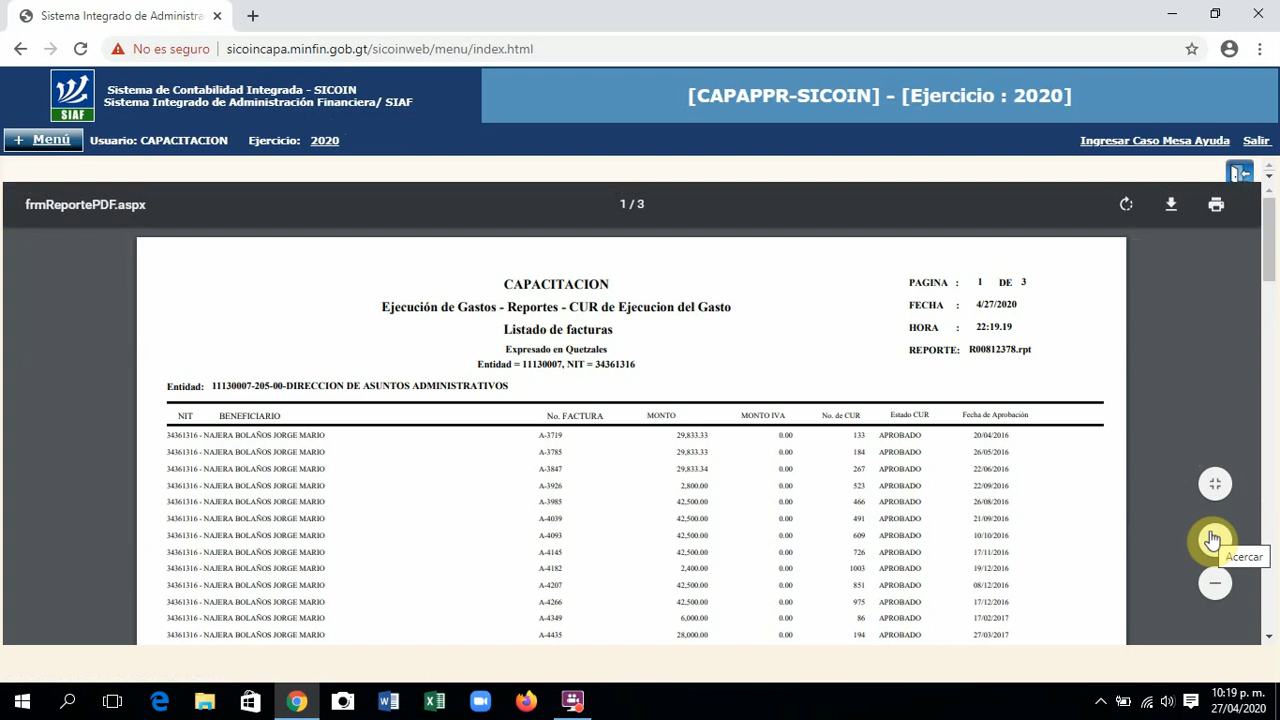 Sistema Integrado de Administra
No es seguro sicoincapa.minfin.gob.gt/sicoinweb/menu/index.html
SIAF
Sistema de Contabilidad Integrada - SICOIN
Sistema Integrado de Administración Financiera/ SIAF
[CAPAPPR-SICOIN] - [Ejercicio : 2020]
+ Menú Usuario: CAPACITACION Ejercicio: 2020 Ingresar Caso Mesa Ayuda Salir
frmReportePDF.aspx 1 / 3
CAPACITACION PAGINA : 1 DE 3
Ejecución de Gastos - Reportes - CUR de Ejecucion del Gasto FECHA : 4/27/2020
Listado de facturas HORA : 22:19.19
Expresado en Quetzales REPORTE: R00812378.rpt
Entidad = 11130007, NIT = 34361316
Entidad: 11130007-205-00-DIRECCION DE ASUNTOS ADMINISTRATIVOS
NIT BENEFICIARIO No. FACTURA MONTO MONTO IVA No. de CUR Estado CUR Fecha de Aprobación
34361316 - NAJERA BOLAÑOS JORGE MARIO A-3719 29,833.33 0.00 133 APROBADO 20/04/2016
34361316 - NAJERA BOLAÑOS JORGE MARIO A-3785 29,833.33 0.00 184 APROBADO 26/05/2016
34361316 - NAJERA BOLAÑOS JORGE MARIO A-3847 29,833.34 0.00 267 APROBADO 22/06/2016
34361316 - NAJERA BOLAÑOS JORGE MARIO A-3926 2,800.00 0.00 523 APROBADO 22/09/2016
34361316 - NAJERA BOLAÑOS JORGE MARIO A-3985 42,500.00 0.00 466 APROBADO 26/08/2016
34361316 - NAJERA BOLAÑOS JORGE MARIO A-4039 42,500.00 0.00 491 APROBADO 21/09/2016
34361316 - NAJERA BOLAÑOS JORGE MARIO A-4093 42,500.00 0.00 609 APROBADO 10/10/2016
34361316 - NAJERA BOLAÑOS JORGE MARIO A-4145 42,500.00 0.00 726 APROBADO 17/11/2016
34361316 - NAJERA BOLAÑOS JORGE MARIO A-4182 2,400.00 0.00 1003 APROBADO 19/12/2016
34361316 - NAJERA BOLAÑOS JORGE MARIO A-4207 42,500.00 0.00 851 APROBADO 08/12/2016
34361316 - NAJERA BOLAÑOS JORGE MARIO A-4266 42,500.00 0.00 975 APROBADO 17/12/2016
34361316 - NAJERA BOLAÑOS JORGE MARIO A-4349 6,000.00 0.00 86 APROBADO 17/02/2017
34361316 - NAJERA BOLAÑOS JORGE MARIO A-4435 28,000.00 0.00 194 APROBADO 27/03/2017
Acercar
10:19 p. m.
27/04/2020